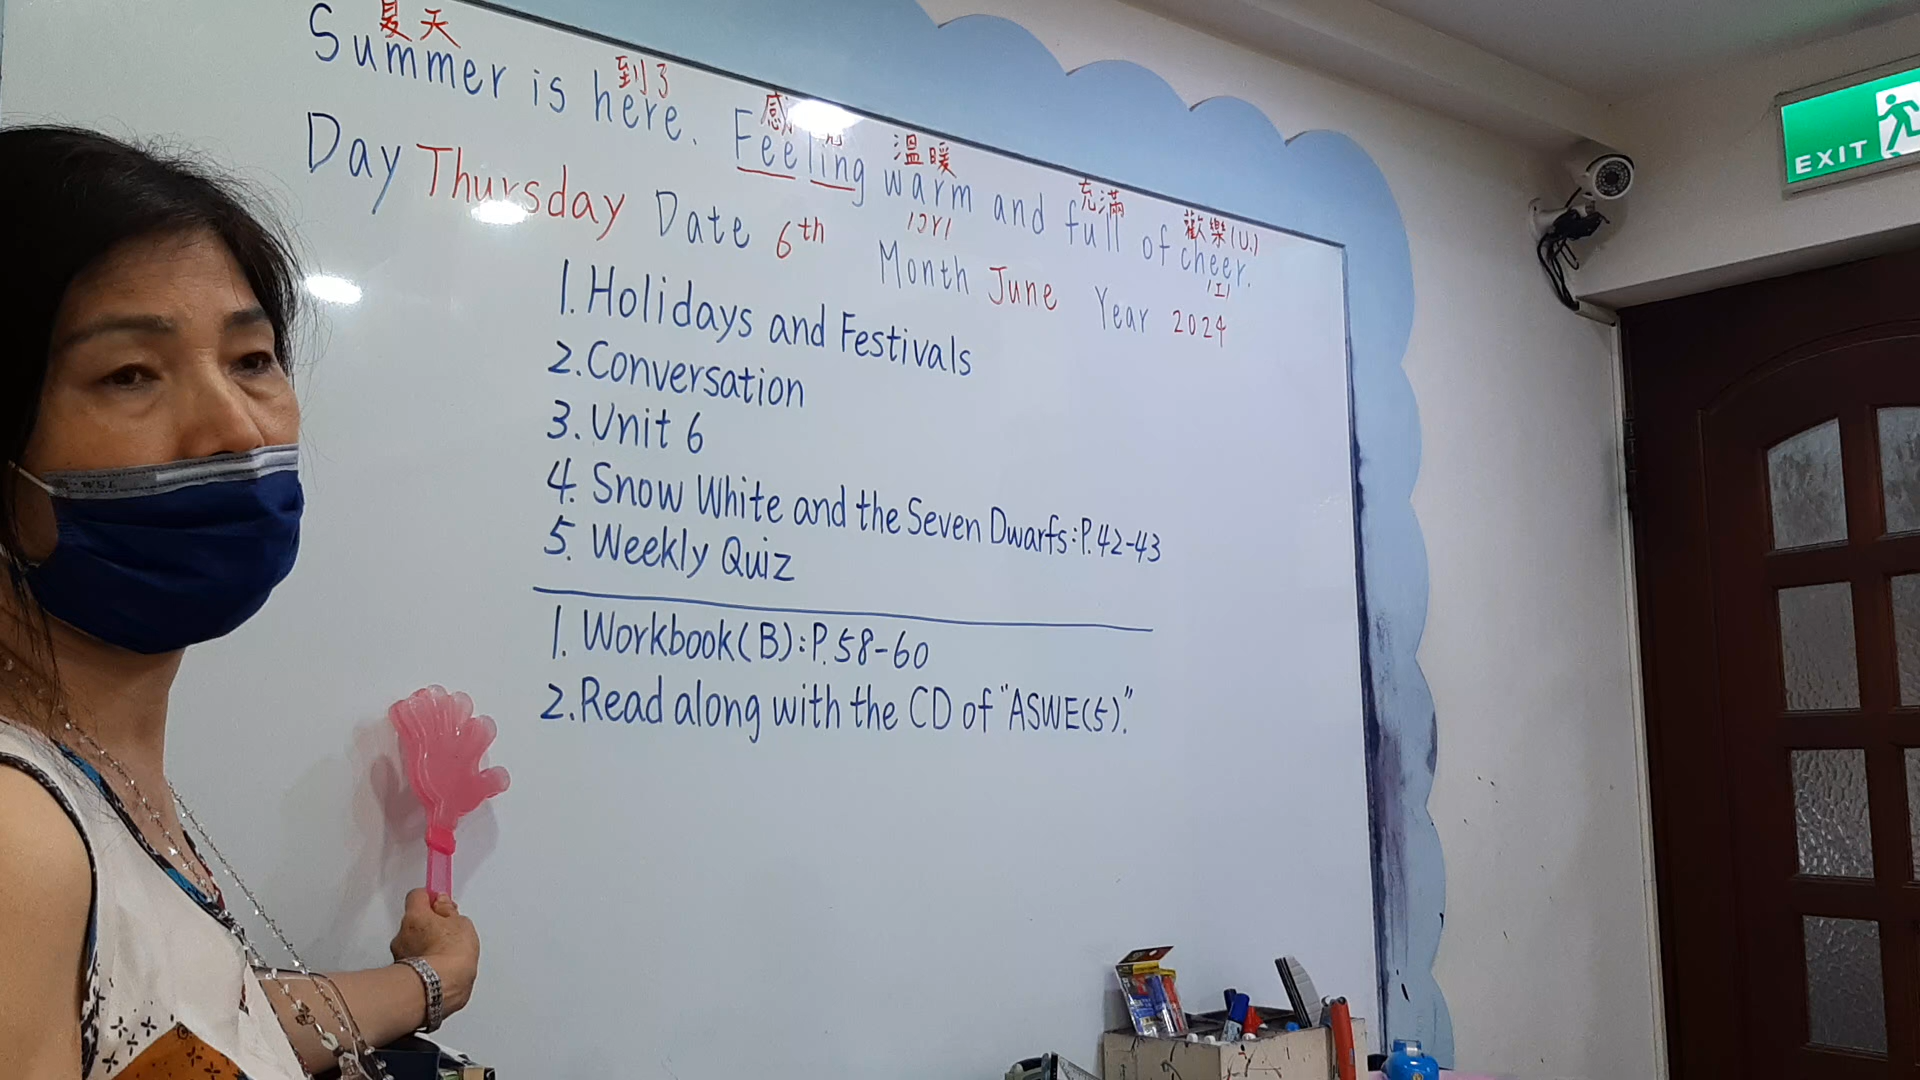 夏天 到了 感 溫暖 充滿 歡樂(U.)
Summer is here. Feeling warm and full of cheer.
/ɔr/ /ɪ/
Day Thursday Date 6th Month June Year 2024
1. Holidays and Festivals
2. Conversation
3. Unit 6
4. Snow White and the Seven Dwarfs: P. 42-43
5. Weekly Quiz
1. Workbook (B): P. 58-60
2. Read along with the CD of "ASWE(5)."
EXIT